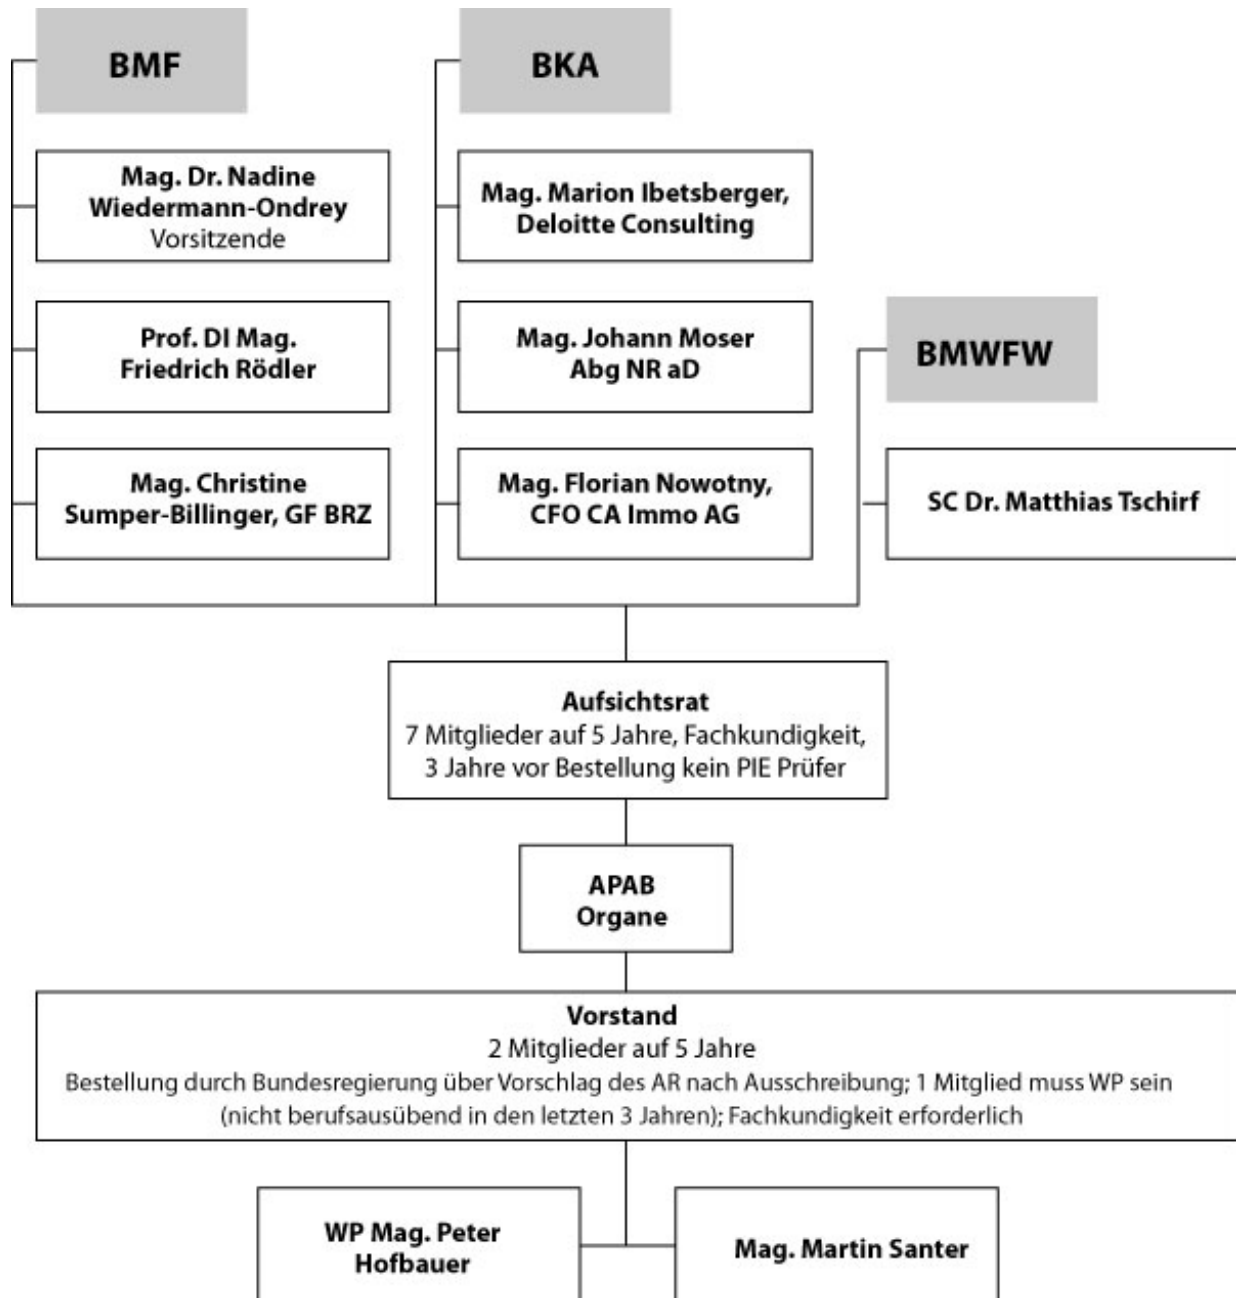 BMF
Mag. Dr. Nadine
Wiedermann-Ondrey
Vorsitzende
Prof. DI Mag.
Friedrich Rödler
Mag. Christine
Sumper-Billinger, GF BRZ
BKA
Mag. Marion Ibetsberger,
Deloitte Consulting
Mag. Johann Moser
Abg NR aD
Mag. Florian Nowotny,
CFO CA Immo AG
BMWFW
SC Dr. Matthias Tschirf
Aufsichtsrat
7 Mitglieder auf 5 Jahre, Fachkundigkeit,
3 Jahre vor Bestellung kein PIE Prüfer
APAB
Organe
Vorstand
2 Mitglieder auf 5 Jahre
Bestellung durch Bundesregierung über Vorschlag des AR nach Ausschreibung; 1 Mitglied muss WP sein
(nicht berufsausübend in den letzten 3 Jahren); Fachkundigkeit erforderlich
WP Mag. Peter
Hofbauer
Mag. Martin Santer